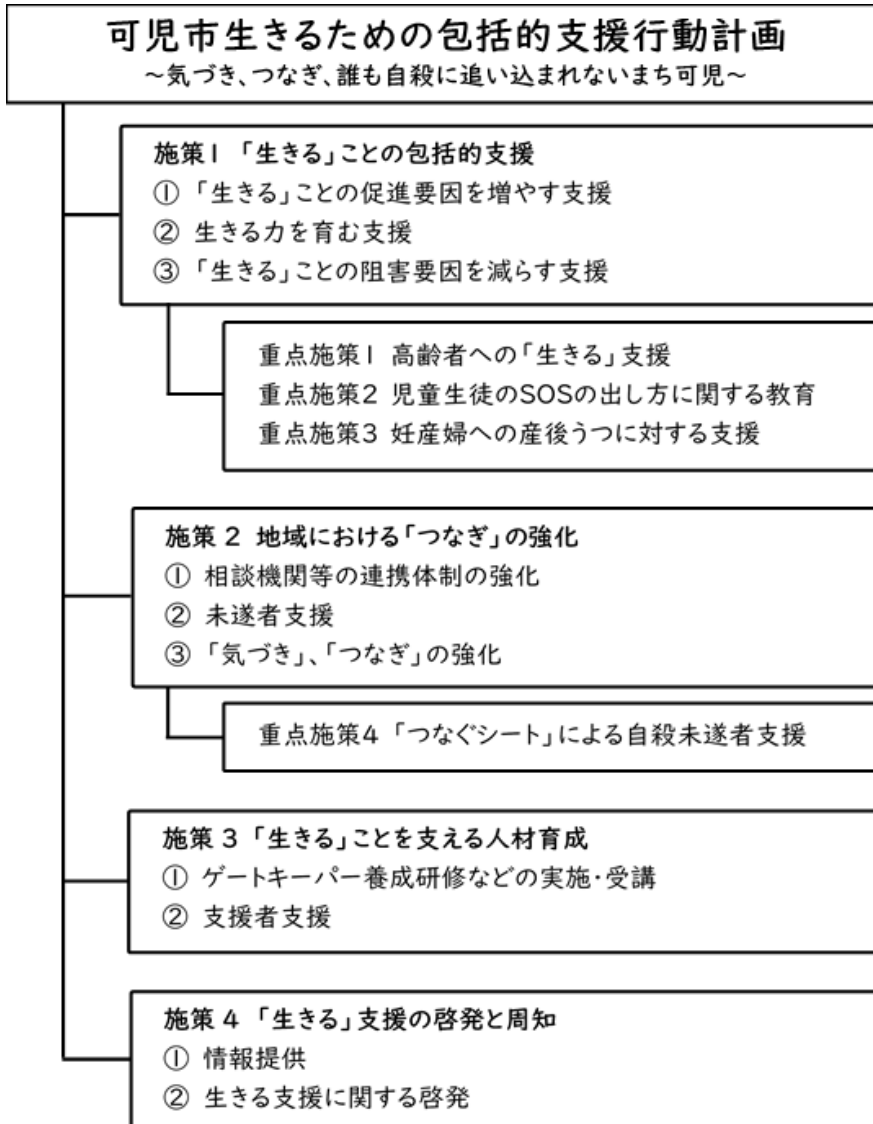 可児市生きるための包括的支援行動計画
～気づき、つなぎ、誰も自殺に追い込まれないまち可児～
施策1 「生きる」ことの包括的支援
① 「生きる」ことの促進要因を増やす支援
② 生きる力を育む支援
③ 「生きる」ことの阻害要因を減らす支援
重点施策1 高齢者への「生きる」支援
重点施策2 児童生徒のSOSの出し方に関する教育
重点施策3 妊産婦への産後うつに対する支援
施策 2 地域における「つなぎ」の強化
① 相談機関等の連携体制の強化
② 未遂者支援
③ 「気づき」、「つなぎ」の強化
重点施策4 「つなぐシート」による自殺未遂者支援
施策 3 「生きる」ことを支える人材育成
① ゲートキーパー養成研修などの実施・受講
② 支援者支援
施策 4 「生きる」支援の啓発と周知
① 情報提供
② 生きる支援に関する啓発